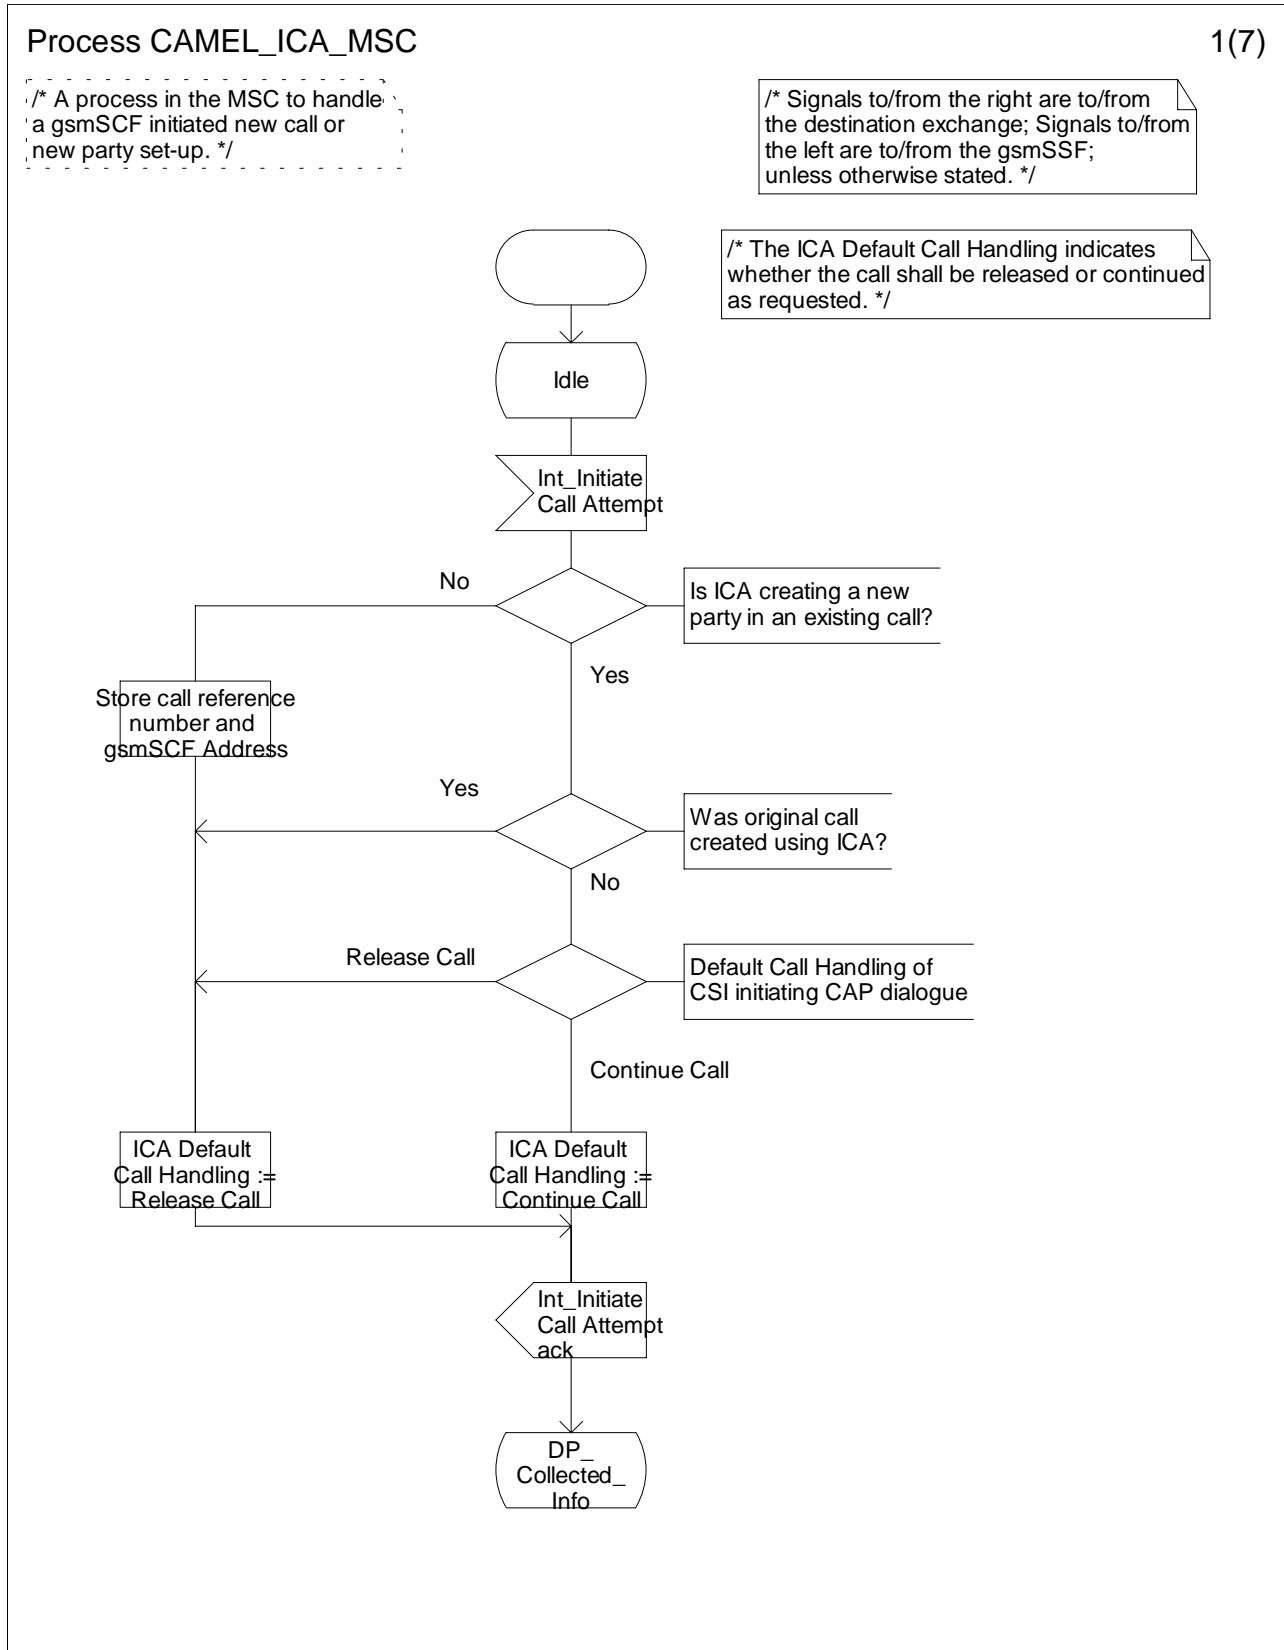 Process CAMEL_ICA_MSC
1(7)
/* A process in the MSC to handle
a gsmSCF initiated new call or
new party set-up. */
/* Signals to/from the right are to/from
the destination exchange; Signals to/from
the left are to/from the gsmSSF;
unless otherwise stated. */
/* The ICA Default Call Handling indicates
whether the call shall be released or continued
as requested. */
Idle
Int_Initiate
Call Attempt
No
Is ICA creating a new
party in an existing call?
Yes
Store call reference
number and
gsmSCF Address
Yes
Was original call
created using ICA?
No
Release Call
Default Call Handling of
CSI initiating CAP dialogue
Continue Call
ICA Default
Call Handling :=
Release Call
ICA Default
Call Handling :=
Continue Call
Int_Initiate
Call Attempt
ack
DP_
Collected_
Info